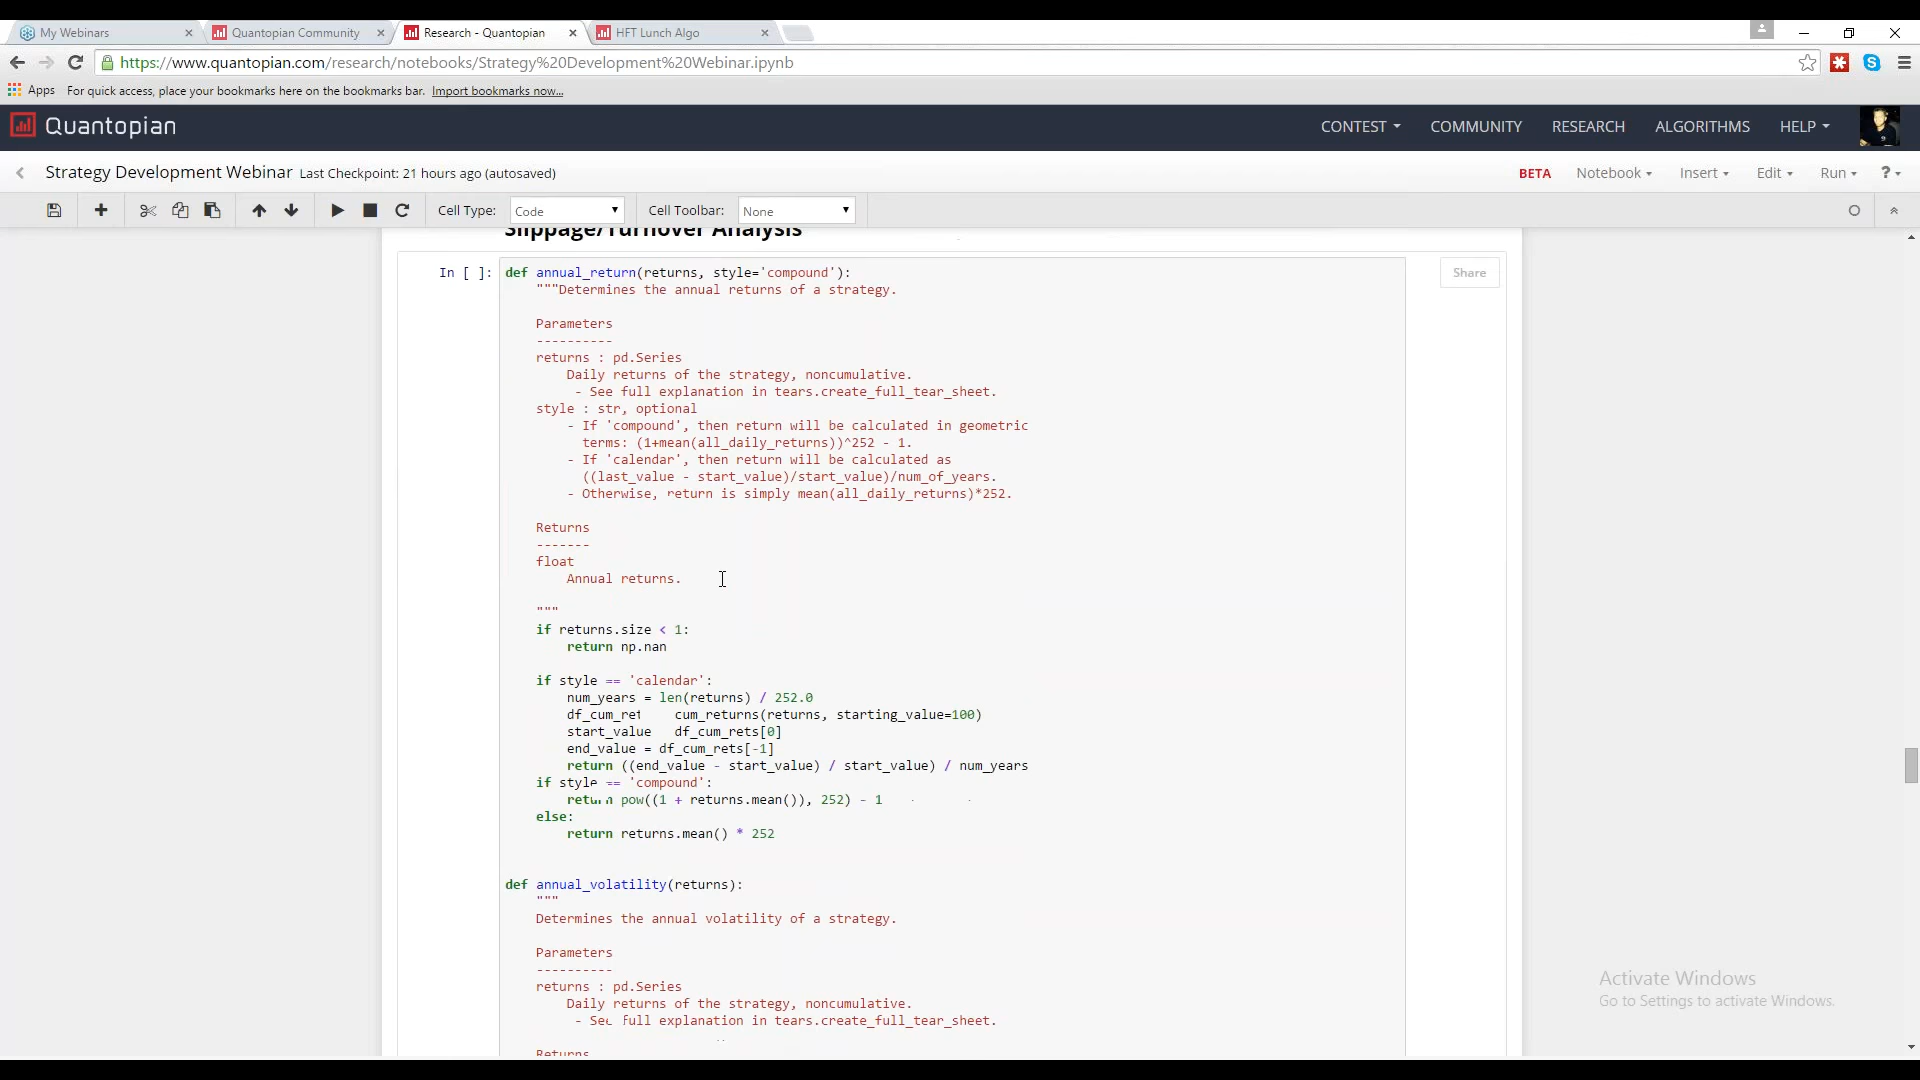 My Webinars
Quantopian Community
Research - Quantopian
HFT Lunch Algo
https://www.quantopian.com/research/notebooks/Strategy%20Development%20Webinar.ipynb
Apps For quick access, place your bookmarks here on the bookmarks bar. Import bookmarks now...
Quantopian
CONTEST COMMUNITY RESEARCH ALGORITHMS HELP
Strategy Development Webinar Last Checkpoint: 21 hours ago (autosaved)
BETA Notebook Insert Edit Run ?
Cell Type: Code Cell Toolbar: None
Slippage/Turnover Analysis
In [ ]: def annual_return(returns, style='compound'):
Share
"""Determines the annual returns of a strategy.
Parameters
----------
returns : pd.Series
Daily returns of the strategy, noncumulative.
- See full explanation in tears.create_full_tear_sheet.
style : str, optional
- If 'compound', then return will be calculated in geometric
terms: (1+mean(all_daily_returns))^252 - 1.
- If 'calendar', then return will be calculated as
((last_value - start_value)/start_value)/num_of_years.
- Otherwise, return is simply mean(all_daily_returns)*252.
Returns
-------
float
Annual returns.
"""
if returns.size < 1:
return np.nan
if style == 'calendar':
num_years = len(returns) / 252.0
df_cum_ret cum_returns(returns, starting_value=100)
start_value df_cum_rets[0]
end_value = df_cum_rets[-1]
return ((end_value - start_value) / start_value) / num_years
if style == 'compound':
return pow((1 + returns.mean()), 252) - 1
else:
return returns.mean() * 252
def annual_volatility(returns):
"""
Determines the annual volatility of a strategy.
Parameters
----------
returns : pd.Series
Daily returns of the strategy, noncumulative.
- See full explanation in tears.create_full_tear_sheet.
Returns
Activate Windows
Go to Settings to activate Windows.